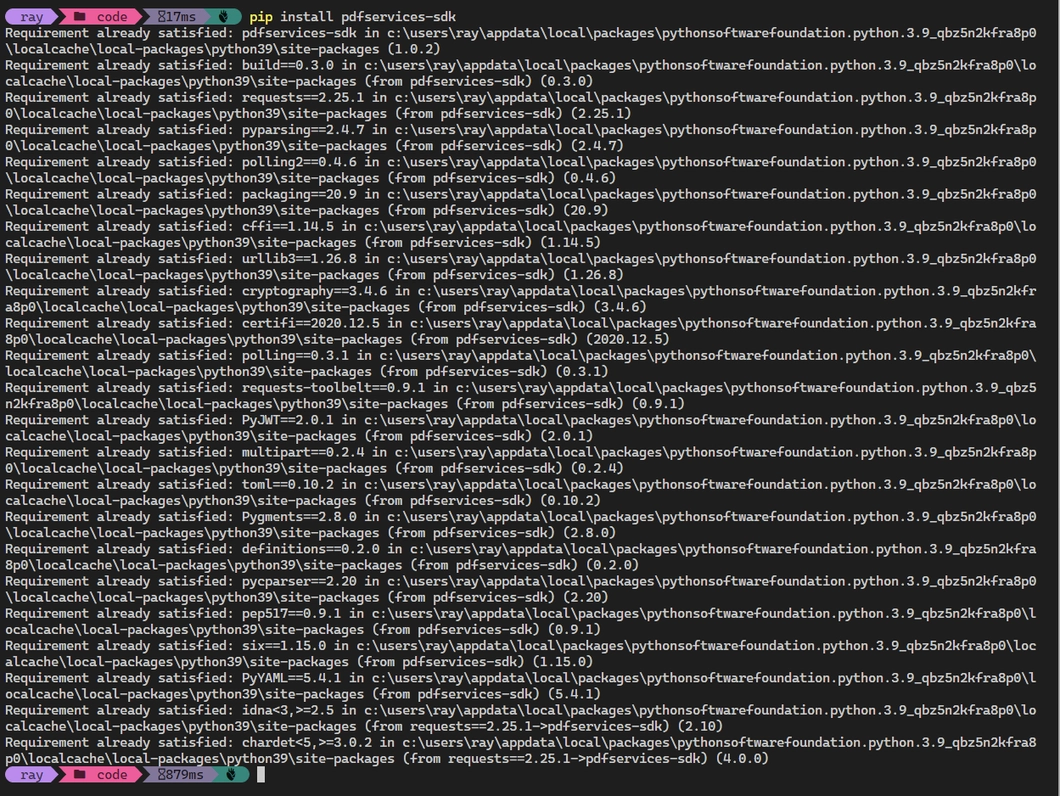 ray code 17ms pip install pdfservices-sdk
Requirement already satisfied: pdfservices-sdk in c:\users\ray\appdata\local\packages\pythonsoftwarefoundation.python.3.9_qbz5n2kfra8p0
\localcache\local-packages\python39\site-packages (1.0.2)
Requirement already satisfied: build==0.3.0 in c:\users\ray\appdata\local\packages\pythonsoftwarefoundation.python.3.9_qbz5n2kfra8p0\lo
calcache\local-packages\python39\site-packages (from pdfservices-sdk) (0.3.0)
Requirement already satisfied: requests==2.25.1 in c:\users\ray\appdata\local\packages\pythonsoftwarefoundation.python.3.9_qbz5n2kfra8p
0\localcache\local-packages\python39\site-packages (from pdfservices-sdk) (2.25.1)
Requirement already satisfied: pyparsing==2.4.7 in c:\users\ray\appdata\local\packages\pythonsoftwarefoundation.python.3.9_qbz5n2kfra8p
0\localcache\local-packages\python39\site-packages (from pdfservices-sdk) (2.4.7)
Requirement already satisfied: polling2==0.4.6 in c:\users\ray\appdata\local\packages\pythonsoftwarefoundation.python.3.9_qbz5n2kfra8p0
\localcache\local-packages\python39\site-packages (from pdfservices-sdk) (0.4.6)
Requirement already satisfied: packaging==20.9 in c:\users\ray\appdata\local\packages\pythonsoftwarefoundation.python.3.9_qbz5n2kfra8p0
\localcache\local-packages\python39\site-packages (from pdfservices-sdk) (20.9)
Requirement already satisfied: cffi==1.14.5 in c:\users\ray\appdata\local\packages\pythonsoftwarefoundation.python.3.9_qbz5n2kfra8p0\lo
calcache\local-packages\python39\site-packages (from pdfservices-sdk) (1.14.5)
Requirement already satisfied: urllib3==1.26.8 in c:\users\ray\appdata\local\packages\pythonsoftwarefoundation.python.3.9_qbz5n2kfra8p0
\localcache\local-packages\python39\site-packages (from pdfservices-sdk) (1.26.8)
Requirement already satisfied: cryptography==3.4.6 in c:\users\ray\appdata\local\packages\pythonsoftwarefoundation.python.3.9_qbz5n2kfr
a8p0\localcache\local-packages\python39\site-packages (from pdfservices-sdk) (3.4.6)
Requirement already satisfied: certifi==2020.12.5 in c:\users\ray\appdata\local\packages\pythonsoftwarefoundation.python.3.9_qbz5n2kfra
8p0\localcache\local-packages\python39\site-packages (from pdfservices-sdk) (2020.12.5)
Requirement already satisfied: polling==0.3.1 in c:\users\ray\appdata\local\packages\pythonsoftwarefoundation.python.3.9_qbz5n2kfra8p0\
localcache\local-packages\python39\site-packages (from pdfservices-sdk) (0.3.1)
Requirement already satisfied: requests-toolbelt==0.9.1 in c:\users\ray\appdata\local\packages\pythonsoftwarefoundation.python.3.9_qbz5
n2kfra8p0\localcache\local-packages\python39\site-packages (from pdfservices-sdk) (0.9.1)
Requirement already satisfied: PyJWT==2.0.1 in c:\users\ray\appdata\local\packages\pythonsoftwarefoundation.python.3.9_qbz5n2kfra8p0\lo
calcache\local-packages\python39\site-packages (from pdfservices-sdk) (2.0.1)
Requirement already satisfied: multipart==0.2.4 in c:\users\ray\appdata\local\packages\pythonsoftwarefoundation.python.3.9_qbz5n2kfra8p
0\localcache\local-packages\python39\site-packages (from pdfservices-sdk) (0.2.4)
Requirement already satisfied: toml==0.10.2 in c:\users\ray\appdata\local\packages\pythonsoftwarefoundation.python.3.9_qbz5n2kfra8p0\lo
calcache\local-packages\python39\site-packages (from pdfservices-sdk) (0.10.2)
Requirement already satisfied: Pygments==2.8.0 in c:\users\ray\appdata\local\packages\pythonsoftwarefoundation.python.3.9_qbz5n2kfra8p0
\localcache\local-packages\python39\site-packages (from pdfservices-sdk) (2.8.0)
Requirement already satisfied: definitions==0.2.0 in c:\users\ray\appdata\local\packages\pythonsoftwarefoundation.python.3.9_qbz5n2kfra
8p0\localcache\local-packages\python39\site-packages (from pdfservices-sdk) (0.2.0)
Requirement already satisfied: pycparser==2.20 in c:\users\ray\appdata\local\packages\pythonsoftwarefoundation.python.3.9_qbz5n2kfra8p0
\localcache\local-packages\python39\site-packages (from pdfservices-sdk) (2.20)
Requirement already satisfied: pep517==0.9.1 in c:\users\ray\appdata\local\packages\pythonsoftwarefoundation.python.3.9_qbz5n2kfra8p0\l
ocalcache\local-packages\python39\site-packages (from pdfservices-sdk) (0.9.1)
Requirement already satisfied: six==1.15.0 in c:\users\ray\appdata\local\packages\pythonsoftwarefoundation.python.3.9_qbz5n2kfra8p0\loc
alcache\local-packages\python39\site-packages (from pdfservices-sdk) (1.15.0)
Requirement already satisfied: PyYAML==5.4.1 in c:\users\ray\appdata\local\packages\pythonsoftwarefoundation.python.3.9_qbz5n2kfra8p0\l
ocalcache\local-packages\python39\site-packages (from pdfservices-sdk) (5.4.1)
Requirement already satisfied: idna<3,>=2.5 in c:\users\ray\appdata\local\packages\pythonsoftwarefoundation.python.3.9_qbz5n2kfra8p0\lo
calcache\local-packages\python39\site-packages (from requests==2.25.1->pdfservices-sdk) (2.10)
Requirement already satisfied: chardet<5,>=3.0.2 in c:\users\ray\appdata\local\packages\pythonsoftwarefoundation.python.3.9_qbz5n2kfra8
p0\localcache\local-packages\python39\site-packages (from requests==2.25.1->pdfservices-sdk) (4.0.0)
ray code 879ms